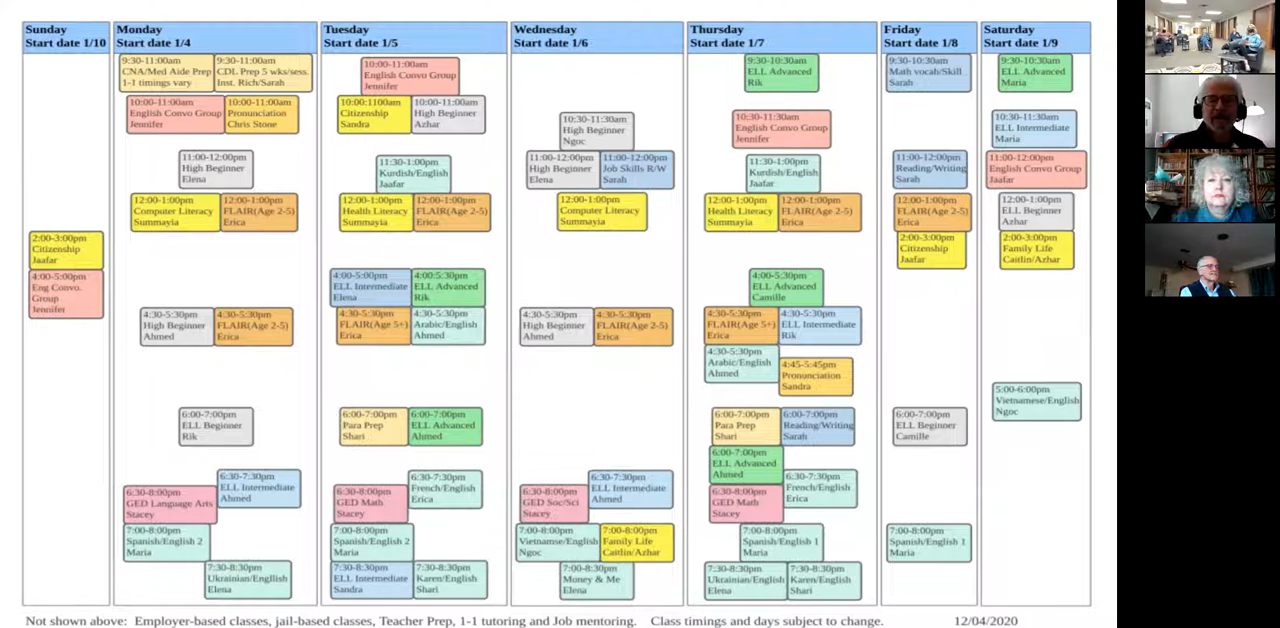 Sunday
Start date 1/10
2:00-3:00pm
Citizenship
Jaafar
4:00-5:00pm
Eng Convo.
Group
Jennifer
Monday
Start date 1/4
9:30-11:00am
CNA/Med Aide Prep
1-1 timings vary
9:30-11:00am
CDL Prep 5 wks/sess.
Inst. Rich/Sarah
10:00-11:00am
English Convo Group
Jennifer
10:00-11:00am
Pronunciation
Chris Stone
11:00-12:00pm
High Beginner
Elena
12:00-1:00pm
Computer Literacy
Summayia
12:00-1:00pm
FLAIR(Age 2-5)
Erica
4:30-5:30pm
High Beginner
Ahmed
4:30-5:30pm
FLAIR(Age 2-5)
Erica
6:00-7:00pm
ELL Beginner
Rik
6:30-7:30pm
ELL Intermediate
Ahmed
6:30-8:00pm
GED Language Arts
Stacey
7:00-8:00pm
Spanish/English 2
Maria
7:30-8:30pm
Ukrainian/English
Elena
Tuesday
Start date 1/5
10:00-11:00am
English Convo Group
Jennifer
10:00:1100am
Citizenship
Sandra
10:00-11:00am
High Beginner
Azhar
11:30-1:00pm
Kurdish/English
Jaafar
12:00-1:00pm
Health Literacy
Summayia
12:00-1:00pm
FLAIR(Age 2-5)
Erica
4:00-5:00pm
ELL Intermediate
Elena
4:00:5:30pm
ELL Advanced
Rik
4:30-5:30pm
FLAIR(Age 5+)
Erica
4:30-5:30pm
Arabic/English
Ahmed
6:00-7:00pm
Para Prep
Shari
6:00-7:00pm
ELL Advanced
Ahmed
6:30-7:30pm
French/English
Erica
6:30-8:00pm
GED Math
Stacey
7:00-8:00pm
Spanish/English 2
Maria
7:30-8:30pm
ELL Intermediate
Sandra
7:30-8:30pm
Karen/English
Shari
Wednesday
Start date 1/6
10:30-11:30am
High Beginner
Ngoc
11:00-12:00pm
High Beginner
Elena
11:00-12:00pm
Job Skills R/W
Sarah
12:00-1:00pm
Computer Literacy
Summayia
4:30-5:30pm
High Beginner
Ahmed
4:30-5:30pm
FLAIR(Age 2-5)
Erica
6:30-7:30pm
ELL Intermediate
Ahmed
6:30-8:00pm
GED Soc/Sci
Stacey
7:00-8:00pm
Vietnamse/English
Ngoc
7:00-8:00pm
Family Life
Caitlin/Azhar
7:00-8:30pm
Money & Me
Elena
Thursday
Start date 1/7
9:30-10:30am
ELL Advanced
Rik
10:30-11:30am
English Convo Group
Jennifer
11:30-1:00pm
Kurdish/English
Jaafar
12:00-1:00pm
Health Literacy
Summayia
12:00-1:00pm
FLAIR(Age 2-5)
Erica
4:00-5:30pm
ELL Advanced
Camille
4:30-5:30pm
FLAIR(Age 5+)
Erica
4:30-5:30pm
ELL Intermediate
Rik
4:30-5:30pm
Arabic/English
Ahmed
4:45-5:45pm
Pronunciation
Sandra
6:00-7:00pm
Para Prep
Shari
6:00-7:00pm
Reading/Writing
Sarah
6:00-7:00pm
ELL Advanced
Ahmed
6:30-7:30pm
French/English
Erica
6:30-8:00pm
GED Math
Stacey
7:00-8:00pm
Spanish/English 1
Maria
7:30-8:30pm
Ukrainian/English
Elena
7:30-8:30pm
Karen/English
Shari
Friday
Start date 1/8
9:30-10:30am
Math vocab/Skill
Sarah
11:00-12:00pm
Reading/Writing
Sarah
12:00-1:00pm
FLAIR(Age 2-5)
Erica
2:00-3:00pm
Citizenship
Jaafar
6:00-7:00pm
ELL Beginner
Camille
7:00-8:00pm
Spanish/English 1
Maria
Saturday
Start date 1/9
9:30-10:30am
ELL Advanced
Maria
10:30-11:30am
ELL Intermediate
Maria
11:00-12:00pm
English Convo Group
Jaafar
12:00-1:00pm
ELL Beginner
Azhar
2:00-3:00pm
Family Life
Caitlin/Azhar
5:00-6:00pm
Vietnamese/English
Ngoc
Not shown above: Employer-based classes, jail-based classes, Teacher Prep, 1-1 tutoring and Job mentoring. Class timings and days subject to change. 12/04/2020